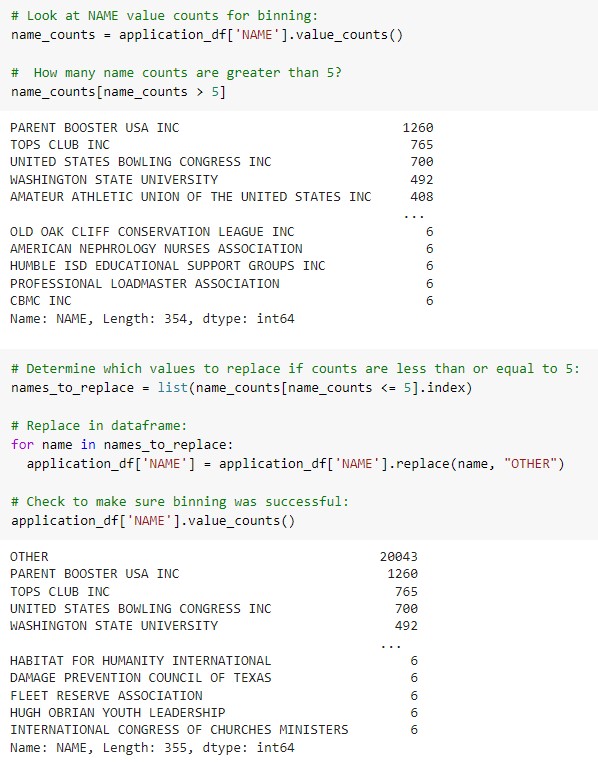 # Look at NAME value counts for binning:
name_counts = application_df['NAME'].value_counts()
#  How many name counts are greater than 5?
name_counts[name_counts > 5]
PARENT BOOSTER USA INC 1260
TOPS CLUB INC 765
UNITED STATES BOWLING CONGRESS INC 700
WASHINGTON STATE UNIVERSITY 492
AMATEUR ATHLETIC UNION OF THE UNITED STATES INC 408
...
OLD OAK CLIFF CONSERVATION LEAGUE INC 6
AMERICAN NEPHROLOGY NURSES ASSOCIATION 6
HUMBLE ISD EDUCATIONAL SUPPORT GROUPS INC 6
PROFESSIONAL LOADMASTER ASSOCIATION 6
CBMC INC 6
Name: NAME, Length: 354, dtype: int64
# Determine which values to replace if counts are less than or equal to 5:
names_to_replace = list(name_counts[name_counts <= 5].index)
# Replace in dataframe:
for name in names_to_replace:
  application_df['NAME'] = application_df['NAME'].replace(name, "OTHER")
# Check to make sure binning was successful:
application_df['NAME'].value_counts()
OTHER 20043
PARENT BOOSTER USA INC 1260
TOPS CLUB INC 765
UNITED STATES BOWLING CONGRESS INC 700
WASHINGTON STATE UNIVERSITY 492
...
HABITAT FOR HUMANITY INTERNATIONAL 6
DAMAGE PREVENTION COUNCIL OF TEXAS 6
FLEET RESERVE ASSOCIATION 6
HUGH OBRIAN YOUTH LEADERSHIP 6
INTERNATIONAL CONGRESS OF CHURCHES MINISTERS 6
Name: NAME, Length: 355, dtype: int64